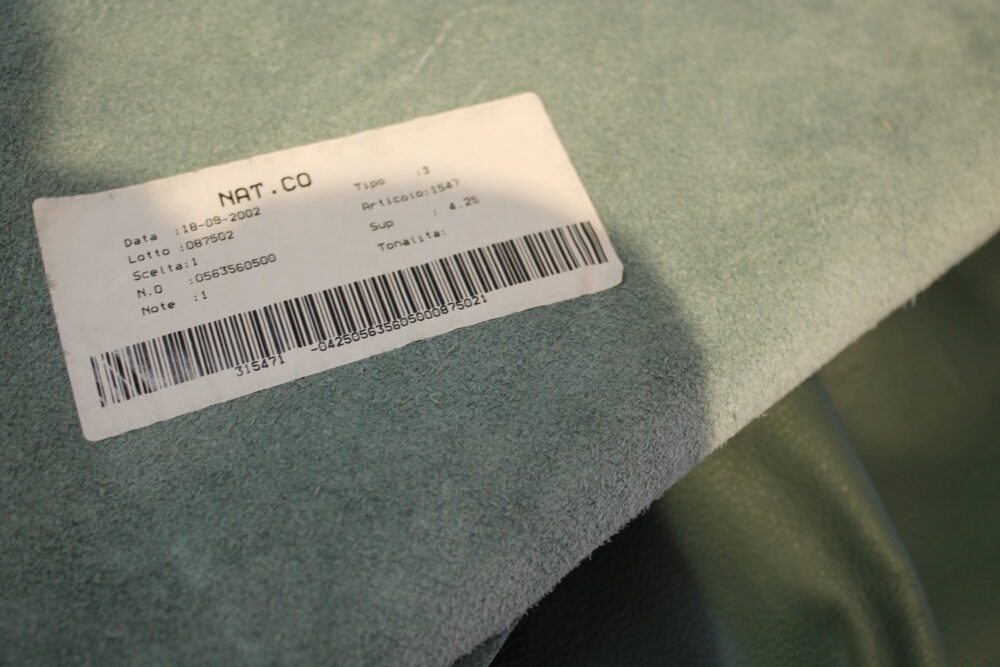 NAT.CO
Data :18-09-2002
Lotto :087502
Scelta:1
N.O :0563560500
Note :1
Tipo :3
Articolo:1547
Sup : 4.25
Tonalita:
315471 -0425056356050000875021